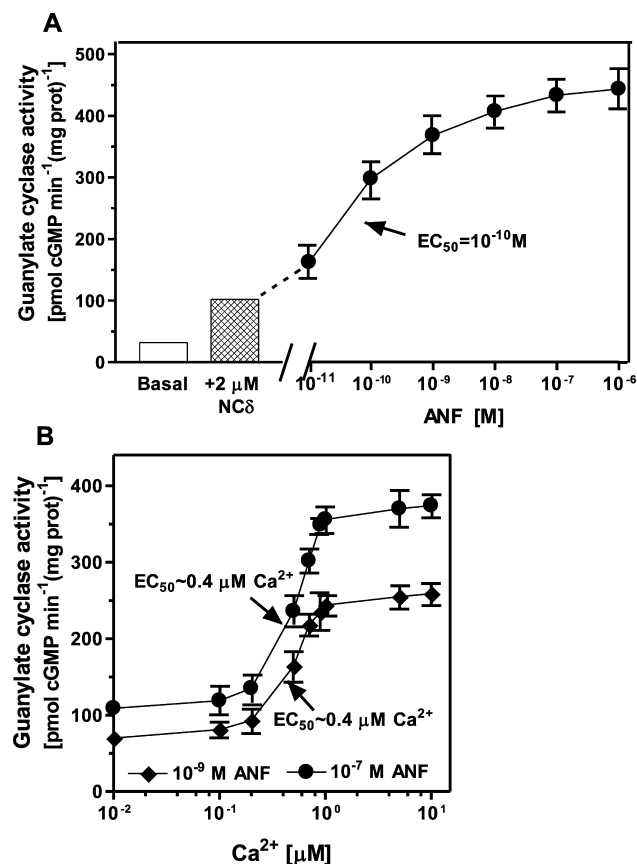 A
Guanylate cyclase activity
[pmol cGMP min⁻¹(mg prot)⁻¹]
500
400
300
200
100
0
EC₅₀=10⁻¹⁰M
Basal
+2 µM
NCδ
10⁻¹¹ 10⁻¹⁰ 10⁻⁹ 10⁻⁸ 10⁻⁷ 10⁻⁶
ANF [M]
B
Guanylate cyclase activity
[pmol cGMP min⁻¹(mg prot)⁻¹]
400
300
200
100
0
EC₅₀~0.4 µM Ca²⁺
EC₅₀~0.4 µM Ca²⁺
10⁻⁹ M ANF 10⁻⁷ M ANF
10⁻² 10⁻¹ 10⁰ 10¹
Ca²⁺ [µM]